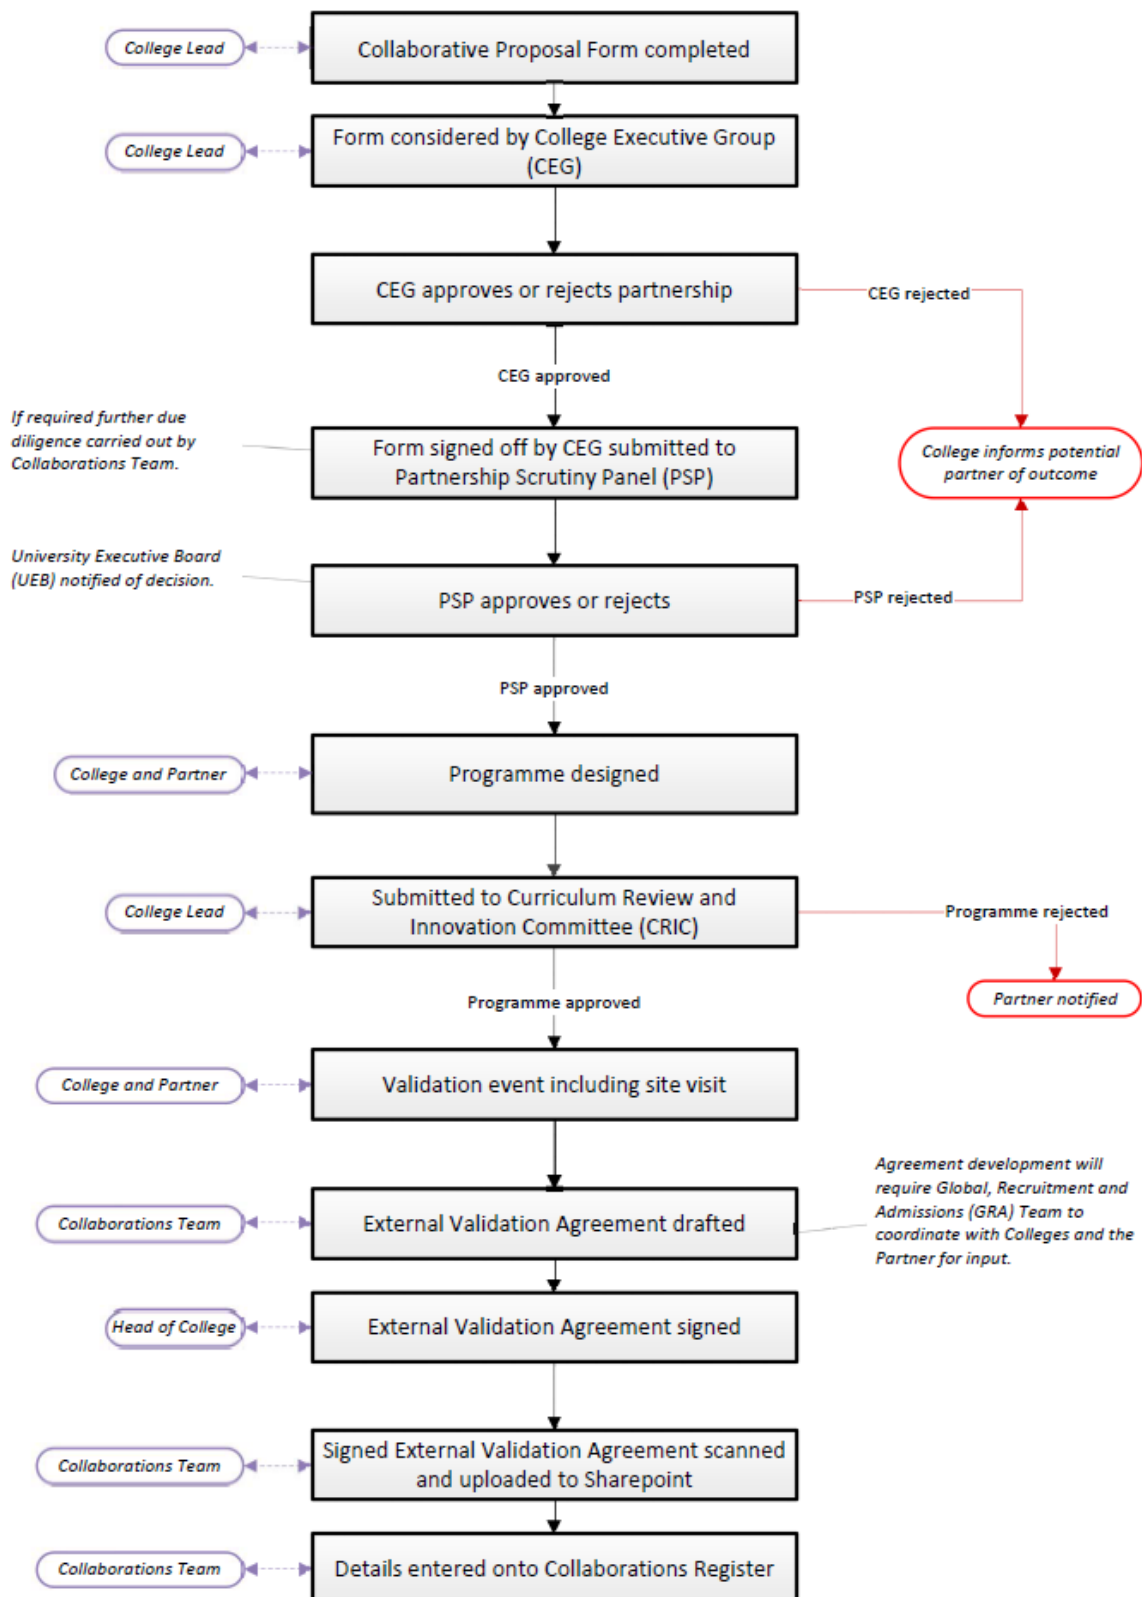 College Lead
Collaborative Proposal Form completed
College Lead
Form considered by College Executive Group
(CEG)
CEG approves or rejects partnership
CEG rejected
CEG approved
If required further due
diligence carried out by
Collaborations Team.
Form signed off by CEG submitted to
Partnership Scrutiny Panel (PSP)
College informs potential
partner of outcome
University Executive Board
(UEB) notified of decision.
PSP approves or rejects
PSP rejected
PSP approved
College and Partner
Programme designed
College Lead
Submitted to Curriculum Review and
Innovation Committee (CRIC)
Programme rejected
Partner notified
Programme approved
College and Partner
Validation event including site visit
Collaborations Team
External Validation Agreement drafted
Agreement development will
require Global, Recruitment and
Admissions (GRA) Team to
coordinate with Colleges and the
Partner for input.
Head of College
External Validation Agreement signed
Collaborations Team
Signed External Validation Agreement scanned
and uploaded to Sharepoint
Collaborations Team
Details entered onto Collaborations Register